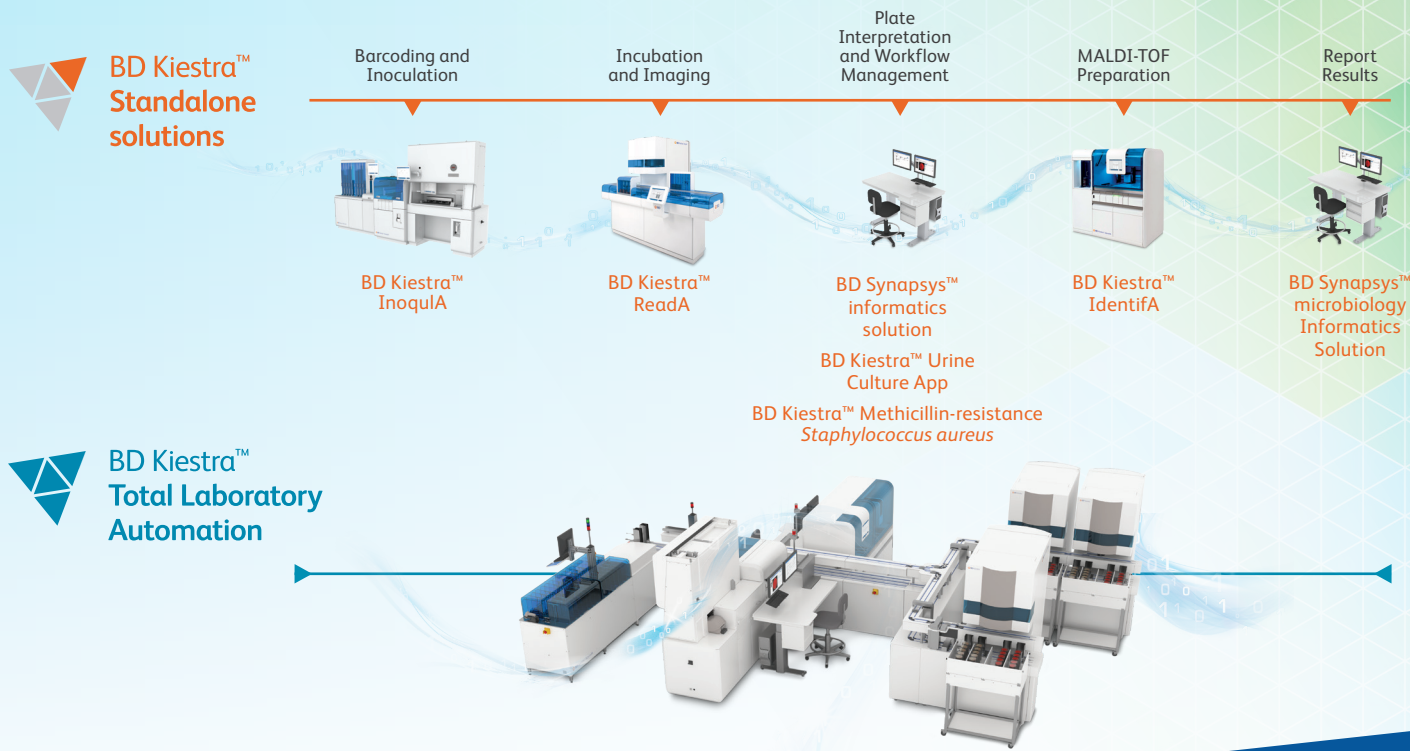 BD Kiestra™
Standalone
solutions
Barcoding and
Inoculation
Incubation
and Imaging
Plate
Interpretation
and Workflow
Management
MALDI-TOF
Preparation
Report
Results
BD Kiestra™
InoqulA
BD Kiestra™
ReadA
BD Synapsys™
informatics
solution
BD Kiestra™ Urine
Culture App
BD Kiestra™ Methicillin-resistance
Staphylococcus aureus
BD Kiestra™
IdentifA
BD Synapsys™
microbiology
Informatics
Solution
BD Kiestra™
Total Laboratory
Automation